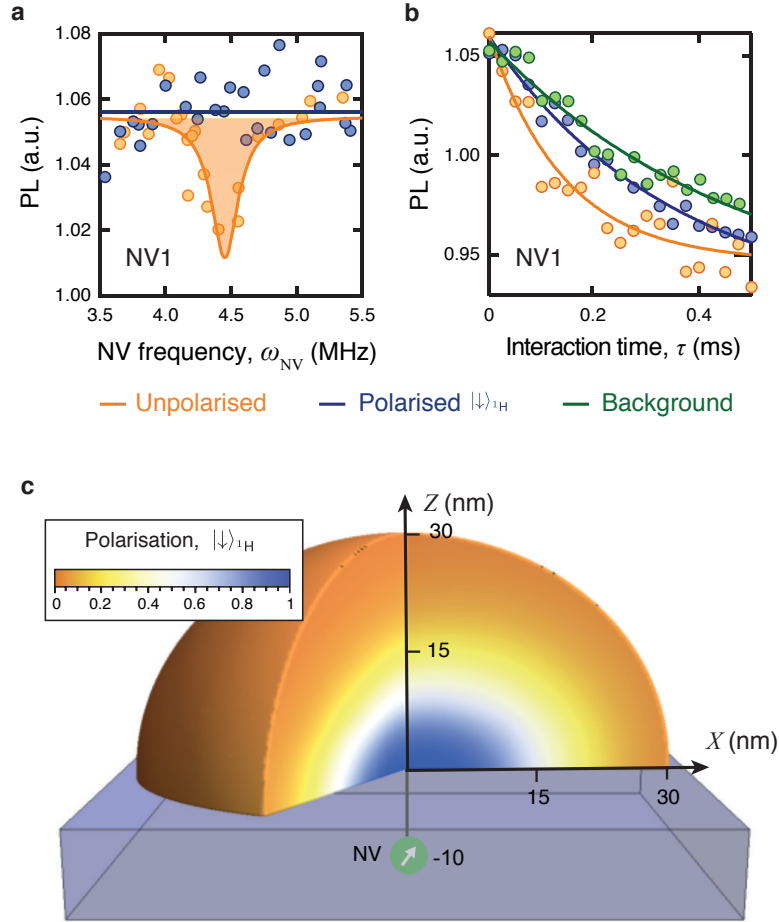 a
PL (a.u.)
1.08
1.06
1.04
1.02
1.00
NV1
3.5 4.0 4.5 5.0 5.5
NV frequency, ω_NV (MHz)
b
PL (a.u.)
1.05
1.00
0.95
NV1
0 0.2 0.4
Interaction time, τ (ms)
Unpolarised Polarised |↓⟩₁H Background
c
Polarisation, |↓⟩₁H
0 0.2 0.4 0.6 0.8 1
Z (nm)
30
15
X (nm)
15 30
NV -10